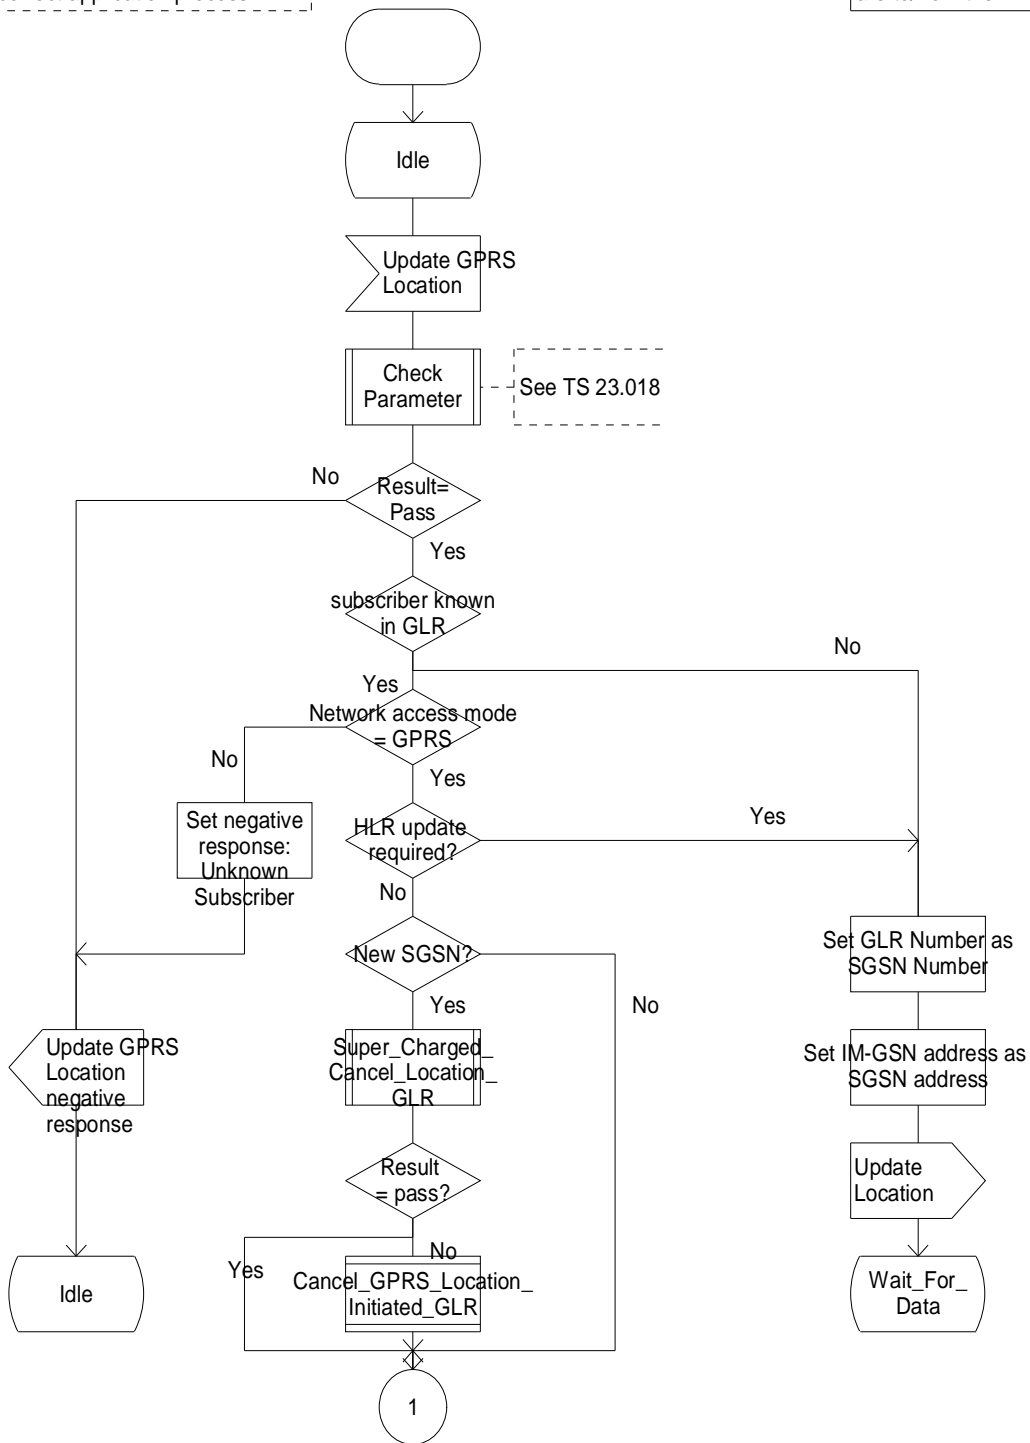 Idle
Update GPRS
Location
Check
Parameter
See TS 23.018
No
Result=
Pass
Yes
subscriber known
in GLR
No
Yes
Network access mode
= GPRS
No
Yes
Set negative
response:
Unknown
Subscriber
HLR update
required?
Yes
No
New SGSN?
No
Yes
Set GLR Number as
SGSN Number
Update GPRS
Location
negative
response
Super_Charged_
Cancel_Location_
GLR
Set IM-GSN address as
SGSN address
Result
= pass?
Update
Location
Yes
No
Idle
Cancel_GPRS_Location_
Initiated_GLR
Wait_For_
Data
1